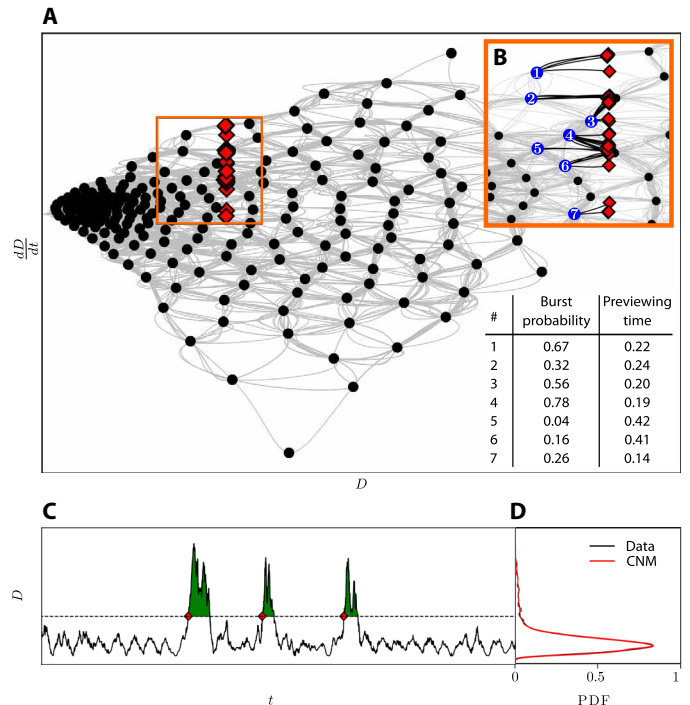 A
B
1
2
3
4
5
6
7
dD
dt
# Burst probability Previewing time
1 0.67 0.22
2 0.32 0.24
3 0.56 0.20
4 0.78 0.19
5 0.04 0.42
6 0.16 0.41
7 0.26 0.14
D
C
D
D
Data
CNM
t
0 0.5 1
PDF